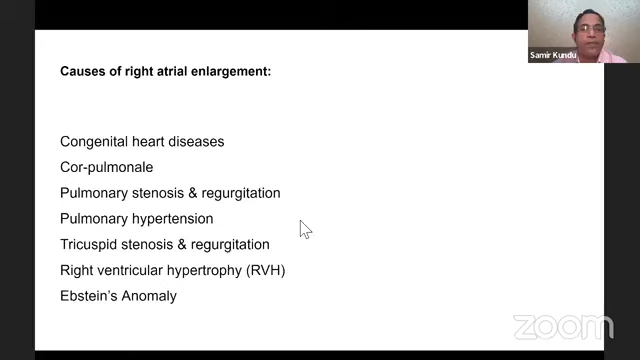 Samir Kundu
Causes of right atrial enlargement:
Congenital heart diseases
Cor-pulmonale
Pulmonary stenosis & regurgitation
Pulmonary hypertension
Tricuspid stenosis & regurgitation
Right ventricular hypertrophy (RVH)
Ebstein’s Anomaly
zoom